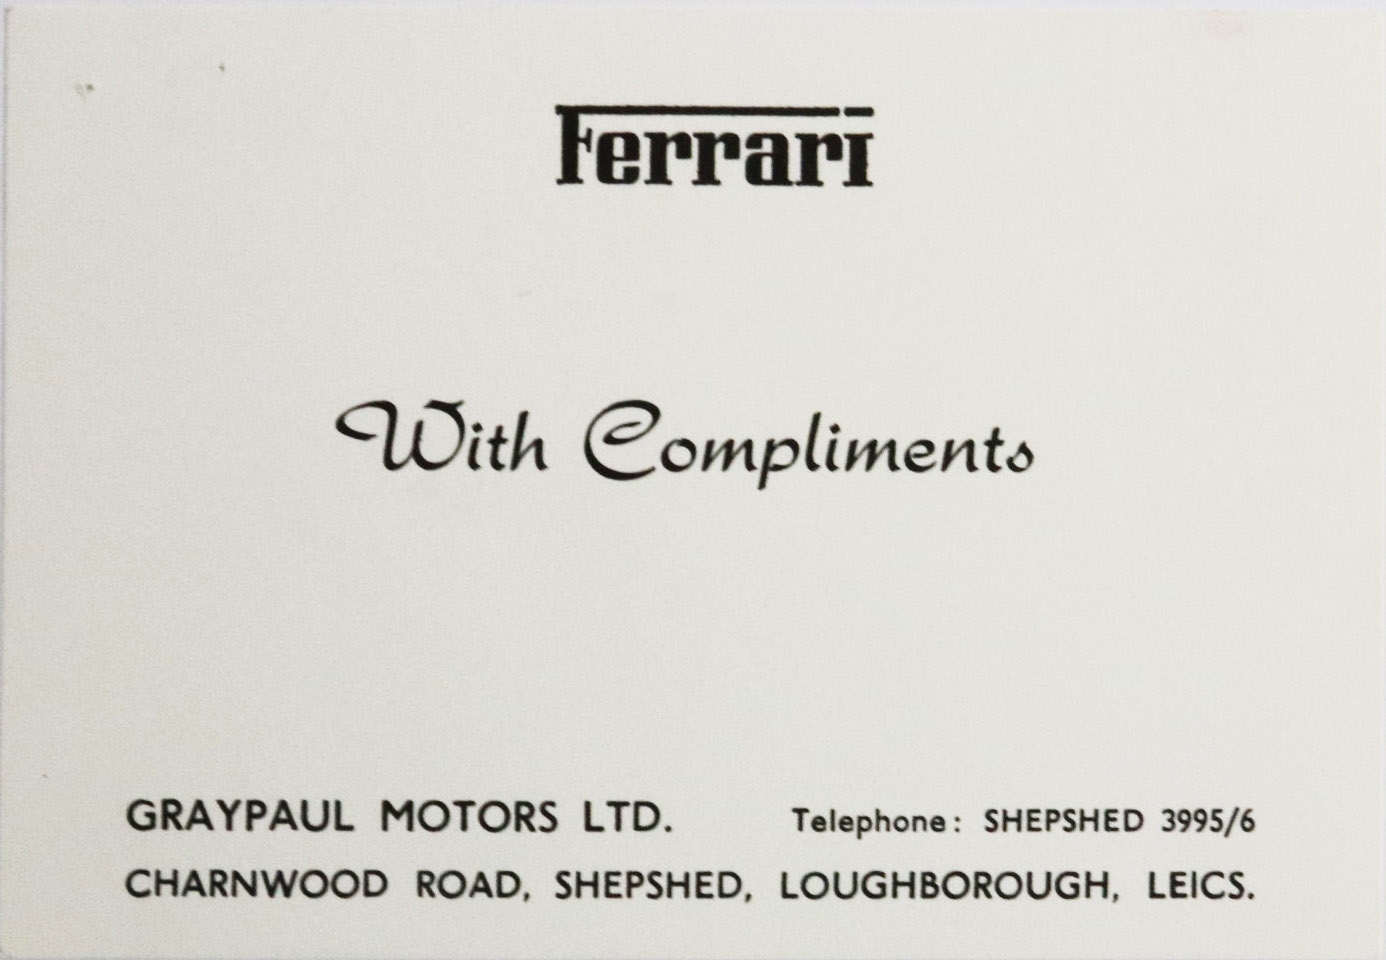 Ferrari
With Compliments
GRAYPAUL MOTORS LTD. Telephone: SHEPSHED 3995/6
CHARNWOOD ROAD, SHEPSHED, LOUGHBOROUGH, LEICS.